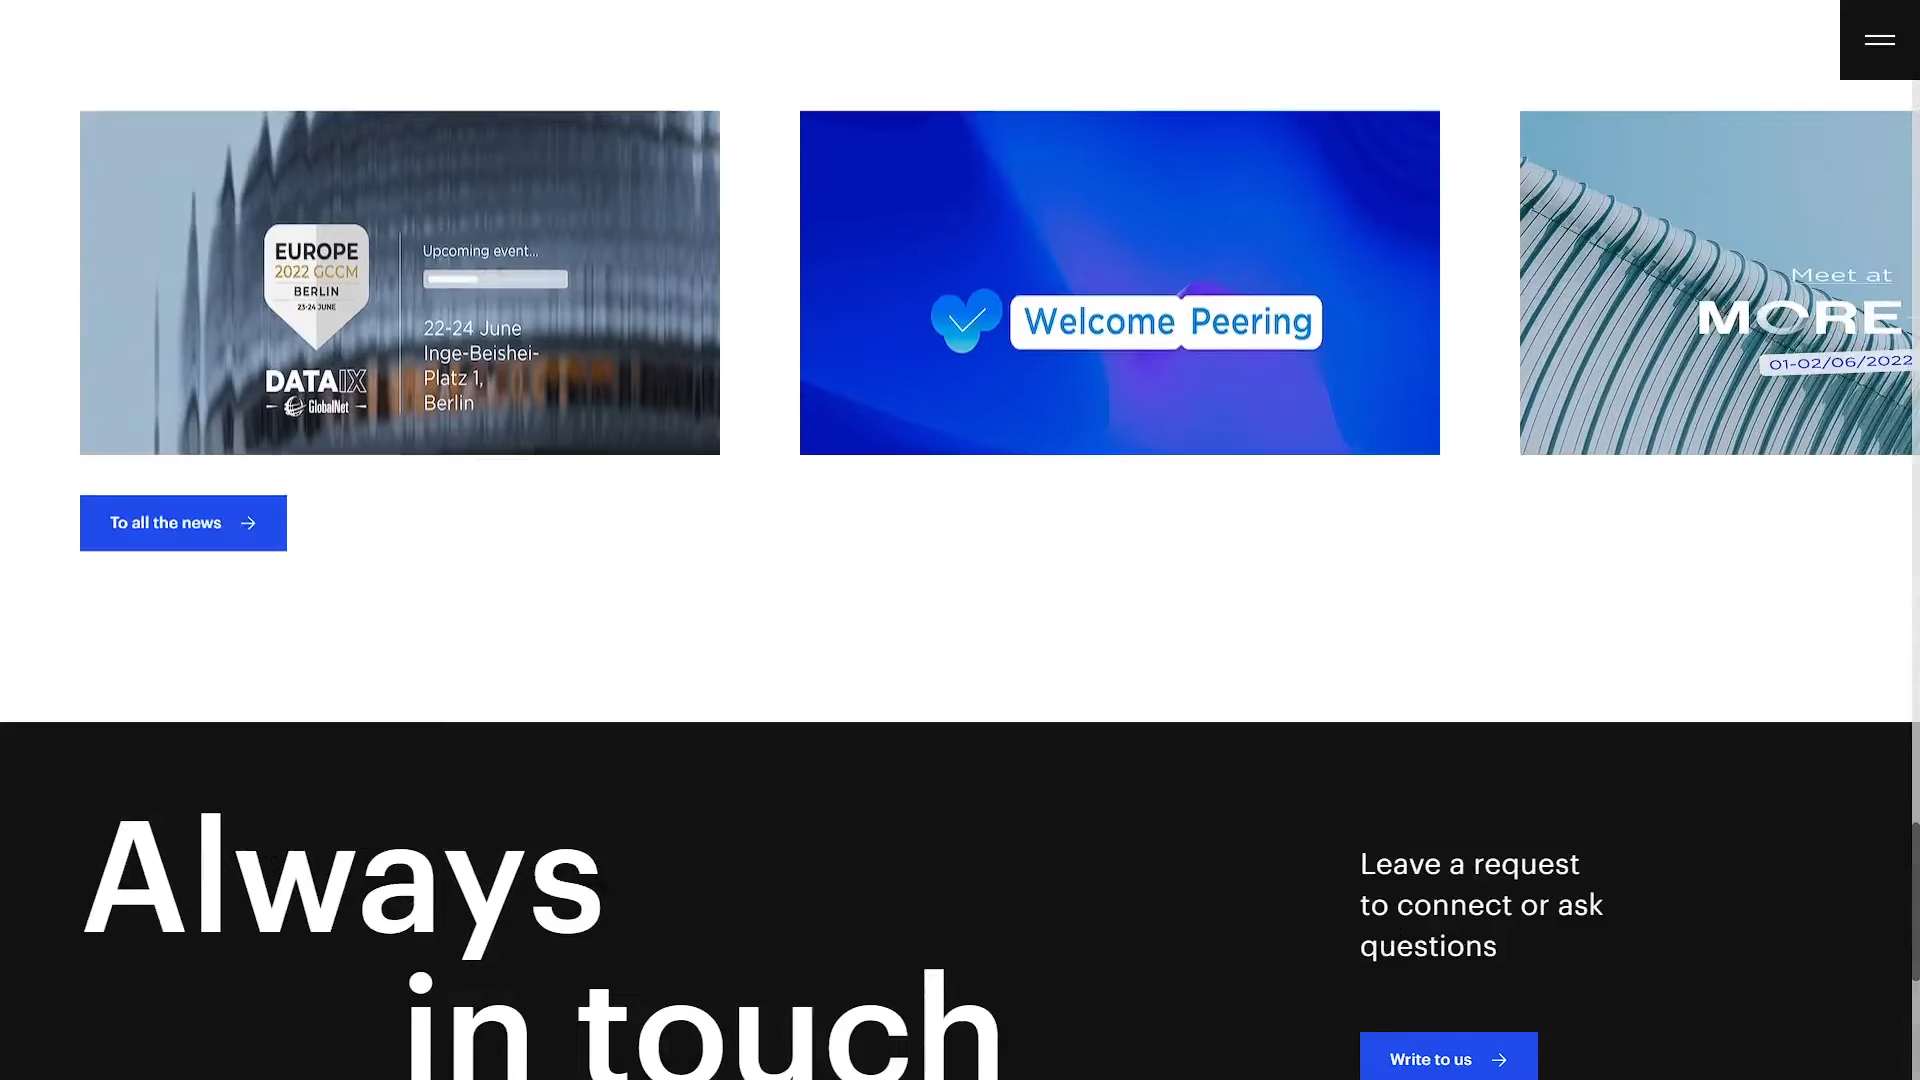 EUROPE
2022 GCCM
BERLIN
23-24 JUNE
DATAIX
GlobalNet
Upcoming event...
22-24 June
Inge-Beishei-
Platz 1,
Berlin
Welcome Peering
Meet at
MORE
01-02/06/2022
To all the news
Always
in touch
Leave a request
to connect or ask
questions
Write to us